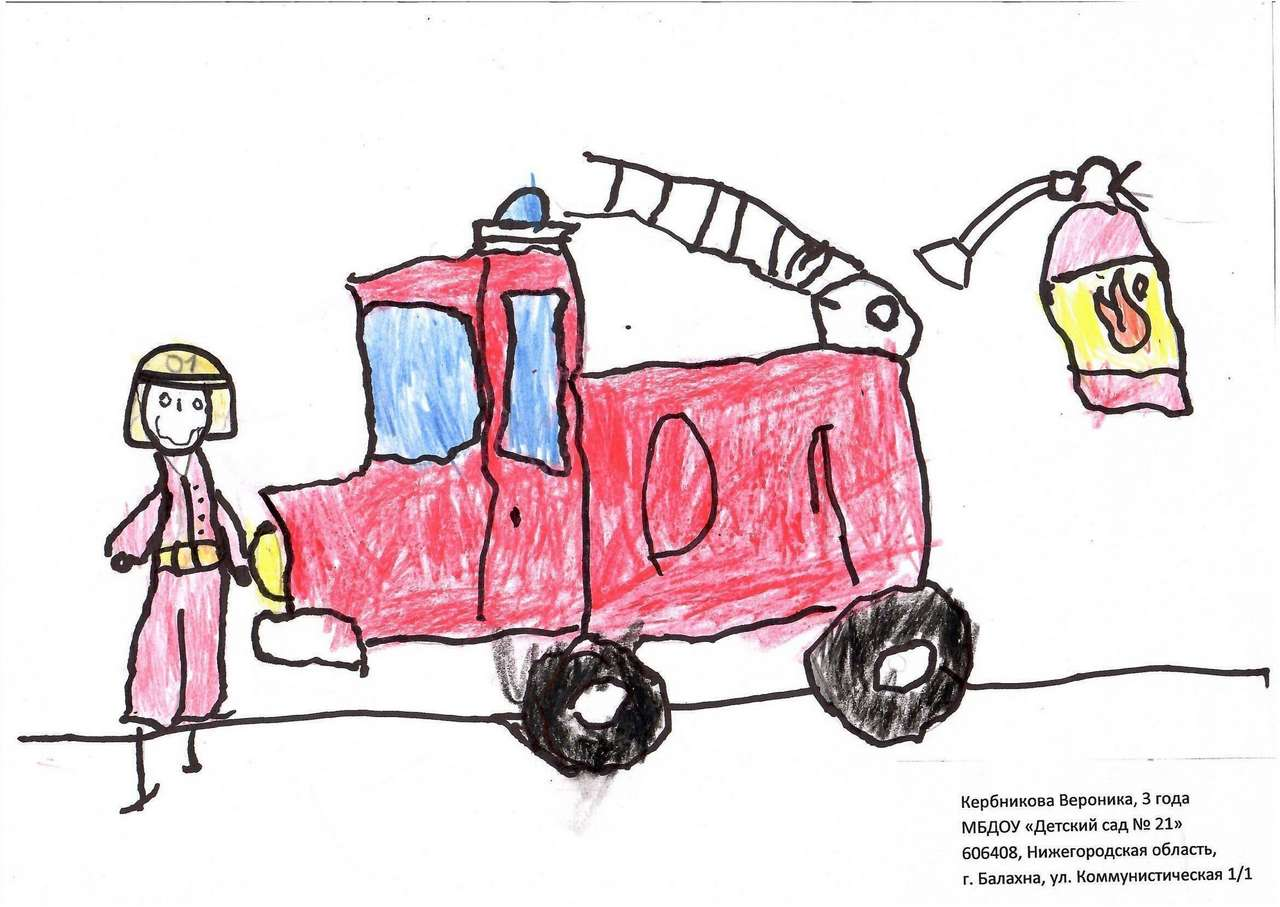 01
Кербникова Вероника, 3 года
МБДОУ «Детский сад № 21»
606408, Нижегородская область,
г. Балахна, ул. Коммунистическая 1/1